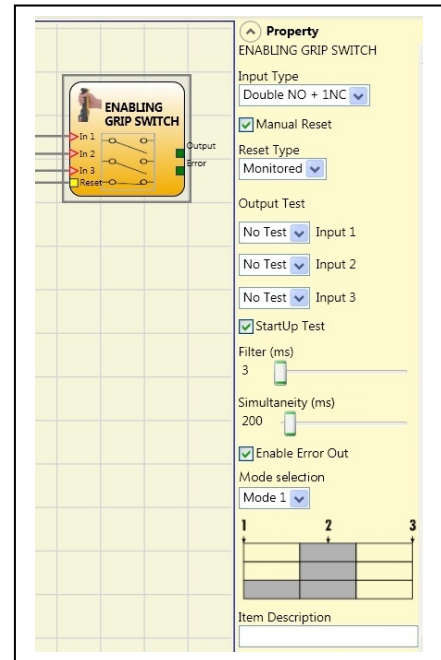 ENABLING
GRIP SWITCH
In 1
In 2
In 3
Reset
Output
Error
Property
ENABLING GRIP SWITCH
Input Type
Double NO + 1NC
Manual Reset
Reset Type
Monitored
Output Test
No Test Input 1
No Test Input 2
No Test Input 3
StartUp Test
Filter (ms)
3
Simultaneity (ms)
200
Enable Error Out
Mode selection
Mode 1
1 2 3
Item Description